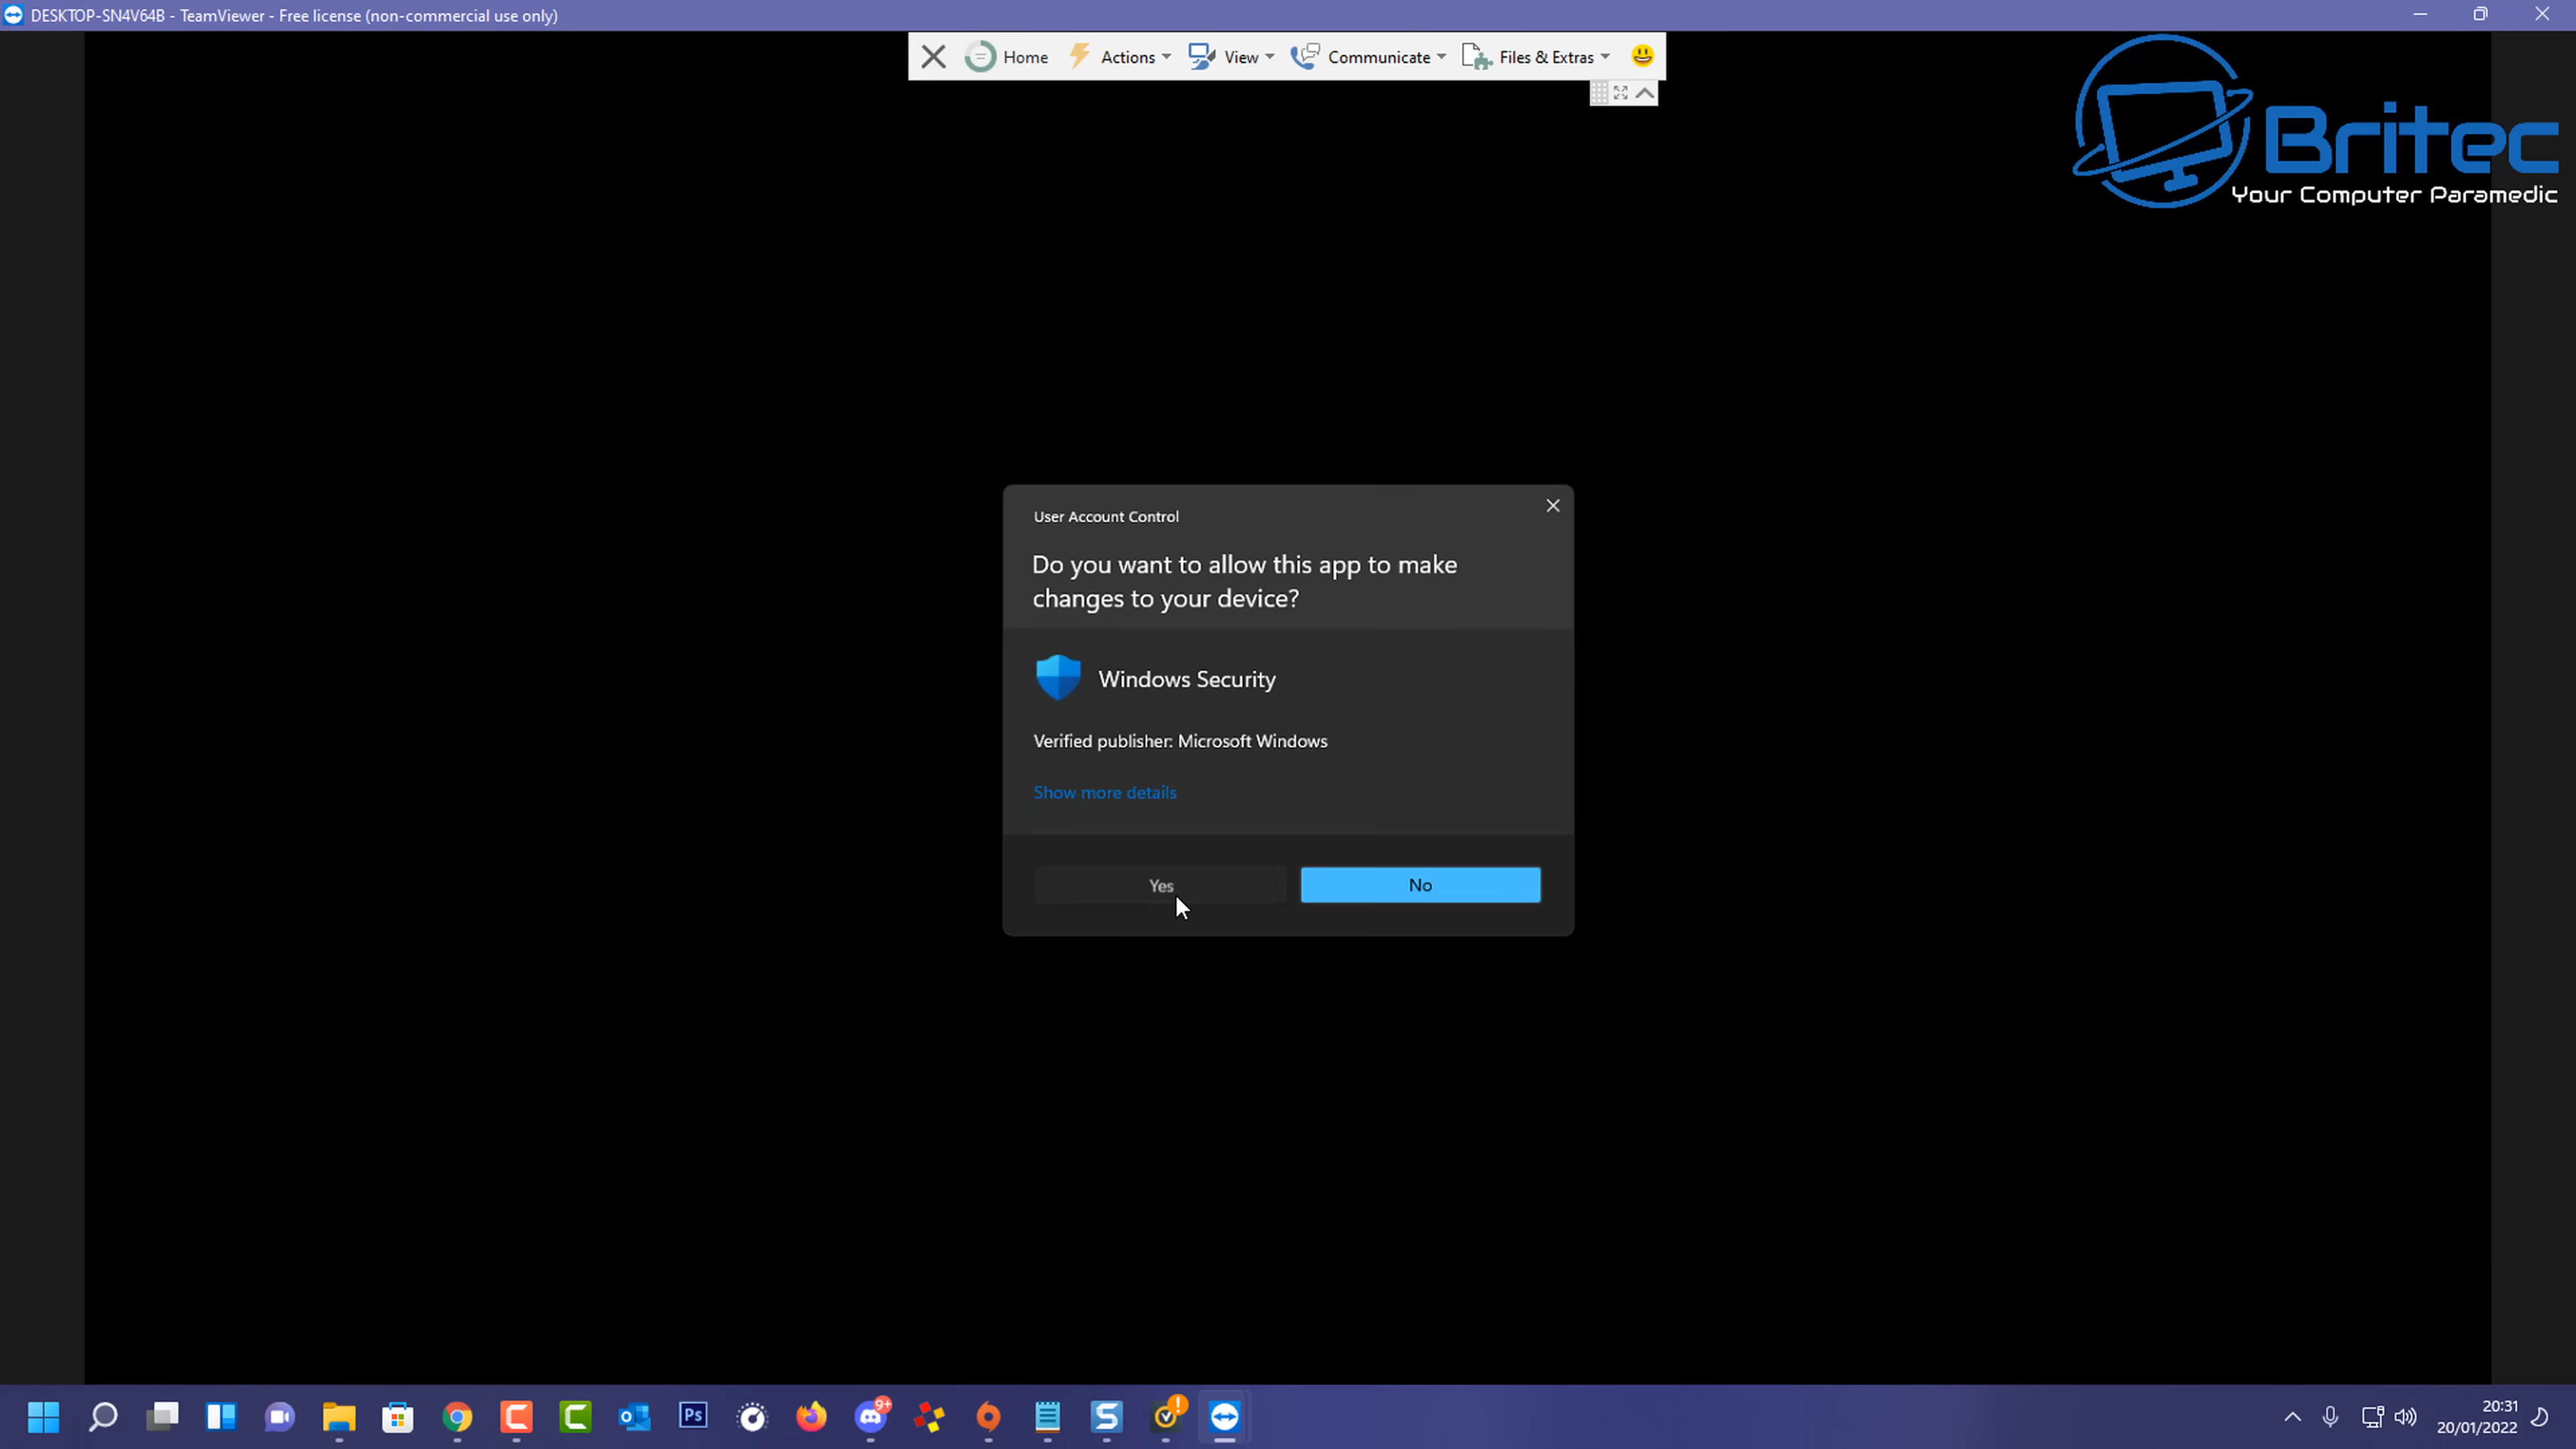 DESKTOP-SN4V64B - TeamViewer - Free license (non-commercial use only)
Home Actions View Communicate Files & Extras
Britec
Your Computer Paramedic
User Account Control
Do you want to allow this app to make
changes to your device?
Windows Security
Verified publisher: Microsoft Windows
Show more details
Yes No
Ps
9+
20:31
20/01/2022